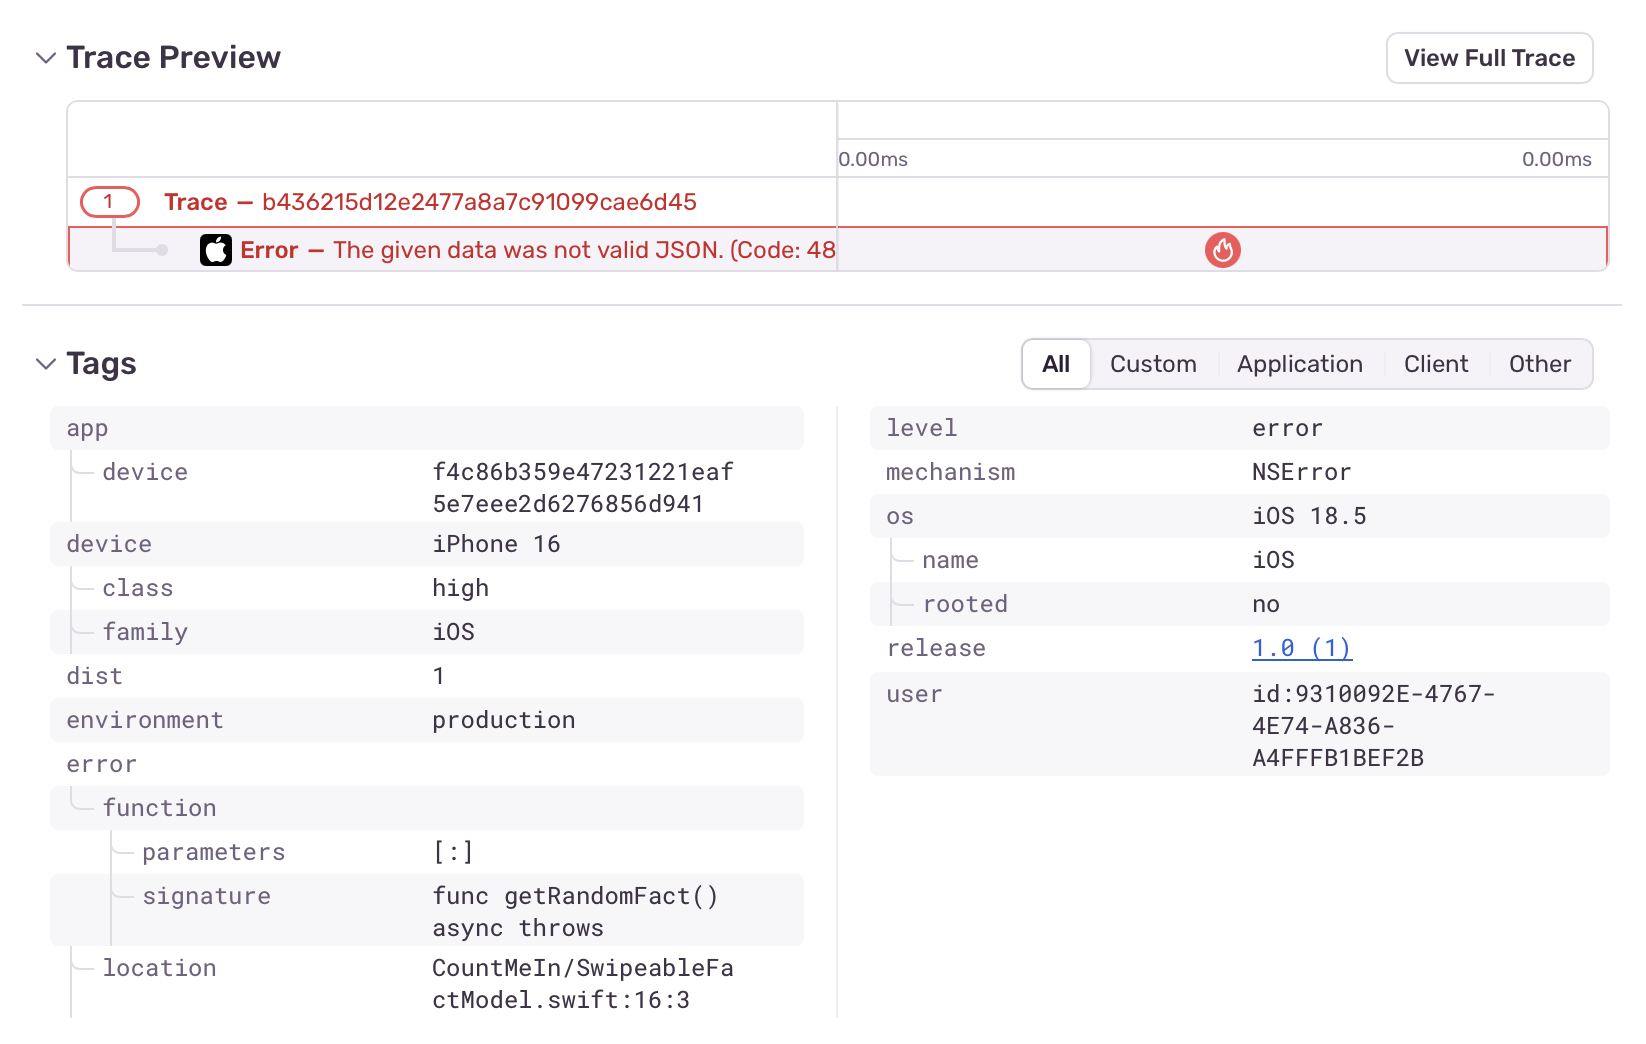 Trace Preview
View Full Trace
0.00ms 0.00ms
1 Trace — b436215d12e2477a8a7c91099cae6d45
Error — The given data was not valid JSON. (Code: 48
Tags
All Custom Application Client Other
app
device f4c86b359e47231221eaf
5e7eee2d6276856d941
device iPhone 16
class high
family iOS
dist 1
environment production
error
function
parameters [:]
signature func getRandomFact()
async throws
location CountMeIn/SwipeableFa
ctModel.swift:16:3
level error
mechanism NSError
os iOS 18.5
name iOS
rooted no
release 1.0 (1)
user id:9310092E-4767-
4E74-A836-
A4FFFB1BEF2B